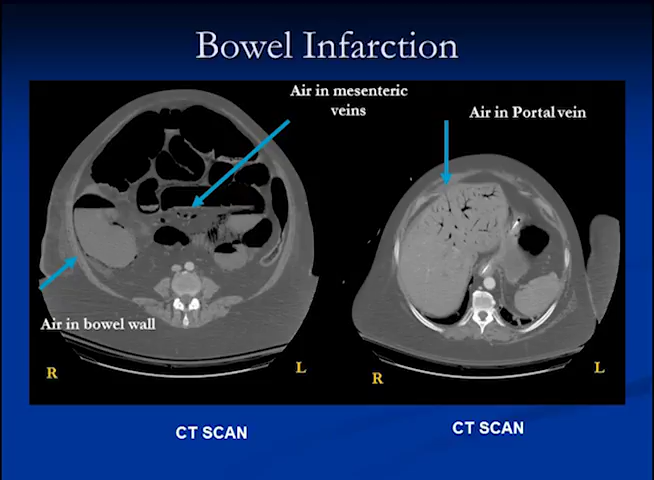 Bowel Infarction
Air in mesenteric
veins
Air in Portal vein
Air in bowel wall
R
L
R
L
CT SCAN
CT SCAN